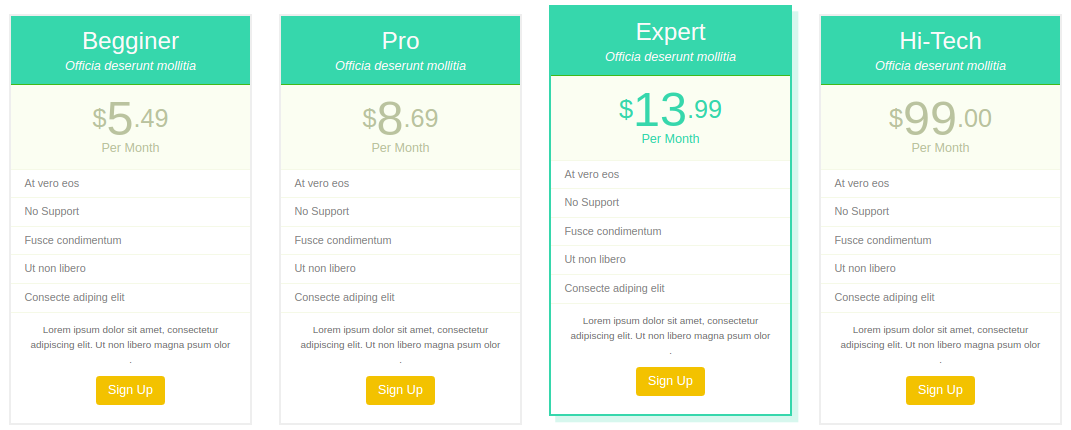 Begginer
Officia deserunt mollitia
$5.49
Per Month
At vero eos
No Support
Fusce condimentum
Ut non libero
Consecte adiping elit
Lorem ipsum dolor sit amet, consectetur
adipiscing elit. Ut non libero magna psum olor
.
Sign Up
Pro
Officia deserunt mollitia
$8.69
Per Month
At vero eos
No Support
Fusce condimentum
Ut non libero
Consecte adiping elit
Lorem ipsum dolor sit amet, consectetur
adipiscing elit. Ut non libero magna psum olor
.
Sign Up
Expert
Officia deserunt mollitia
$13.99
Per Month
At vero eos
No Support
Fusce condimentum
Ut non libero
Consecte adiping elit
Lorem ipsum dolor sit amet, consectetur
adipiscing elit. Ut non libero magna psum olor
.
Sign Up
Hi-Tech
Officia deserunt mollitia
$99.00
Per Month
At vero eos
No Support
Fusce condimentum
Ut non libero
Consecte adiping elit
Lorem ipsum dolor sit amet, consectetur
adipiscing elit. Ut non libero magna psum olor
.
Sign Up